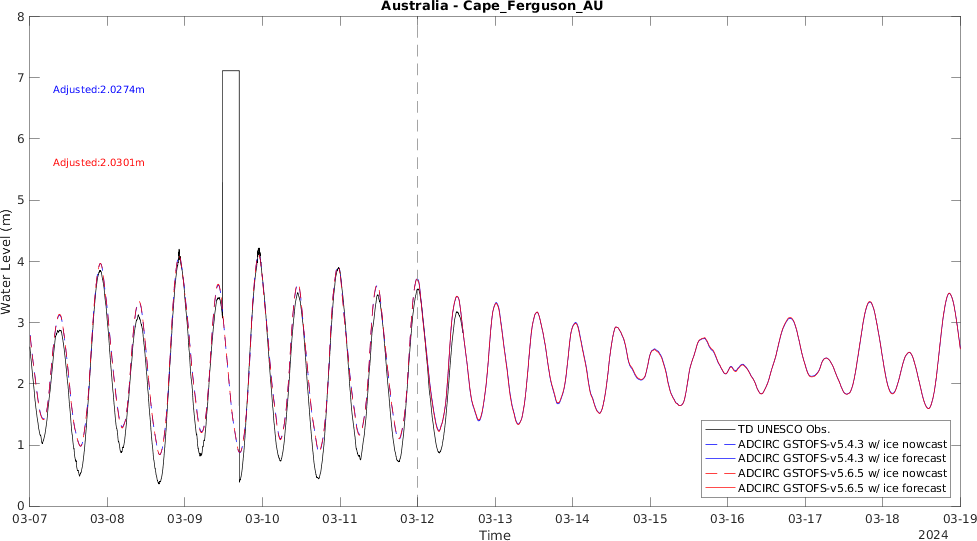 Australia - Cape_Ferguson_AU
8
7
6
5
4
3
2
1
0
Water Level (m)
Adjusted:2.0274m
Adjusted:2.0301m
TD UNESCO Obs.
ADCIRC GSTOFS-v5.4.3 w/ ice nowcast
ADCIRC GSTOFS-v5.4.3 w/ ice forecast
ADCIRC GSTOFS-v5.6.5 w/ ice nowcast
ADCIRC GSTOFS-v5.6.5 w/ ice forecast
03-07 03-08 03-09 03-10 03-11 03-12 03-13 03-14 03-15 03-16 03-17 03-18 03-19
Time
2024